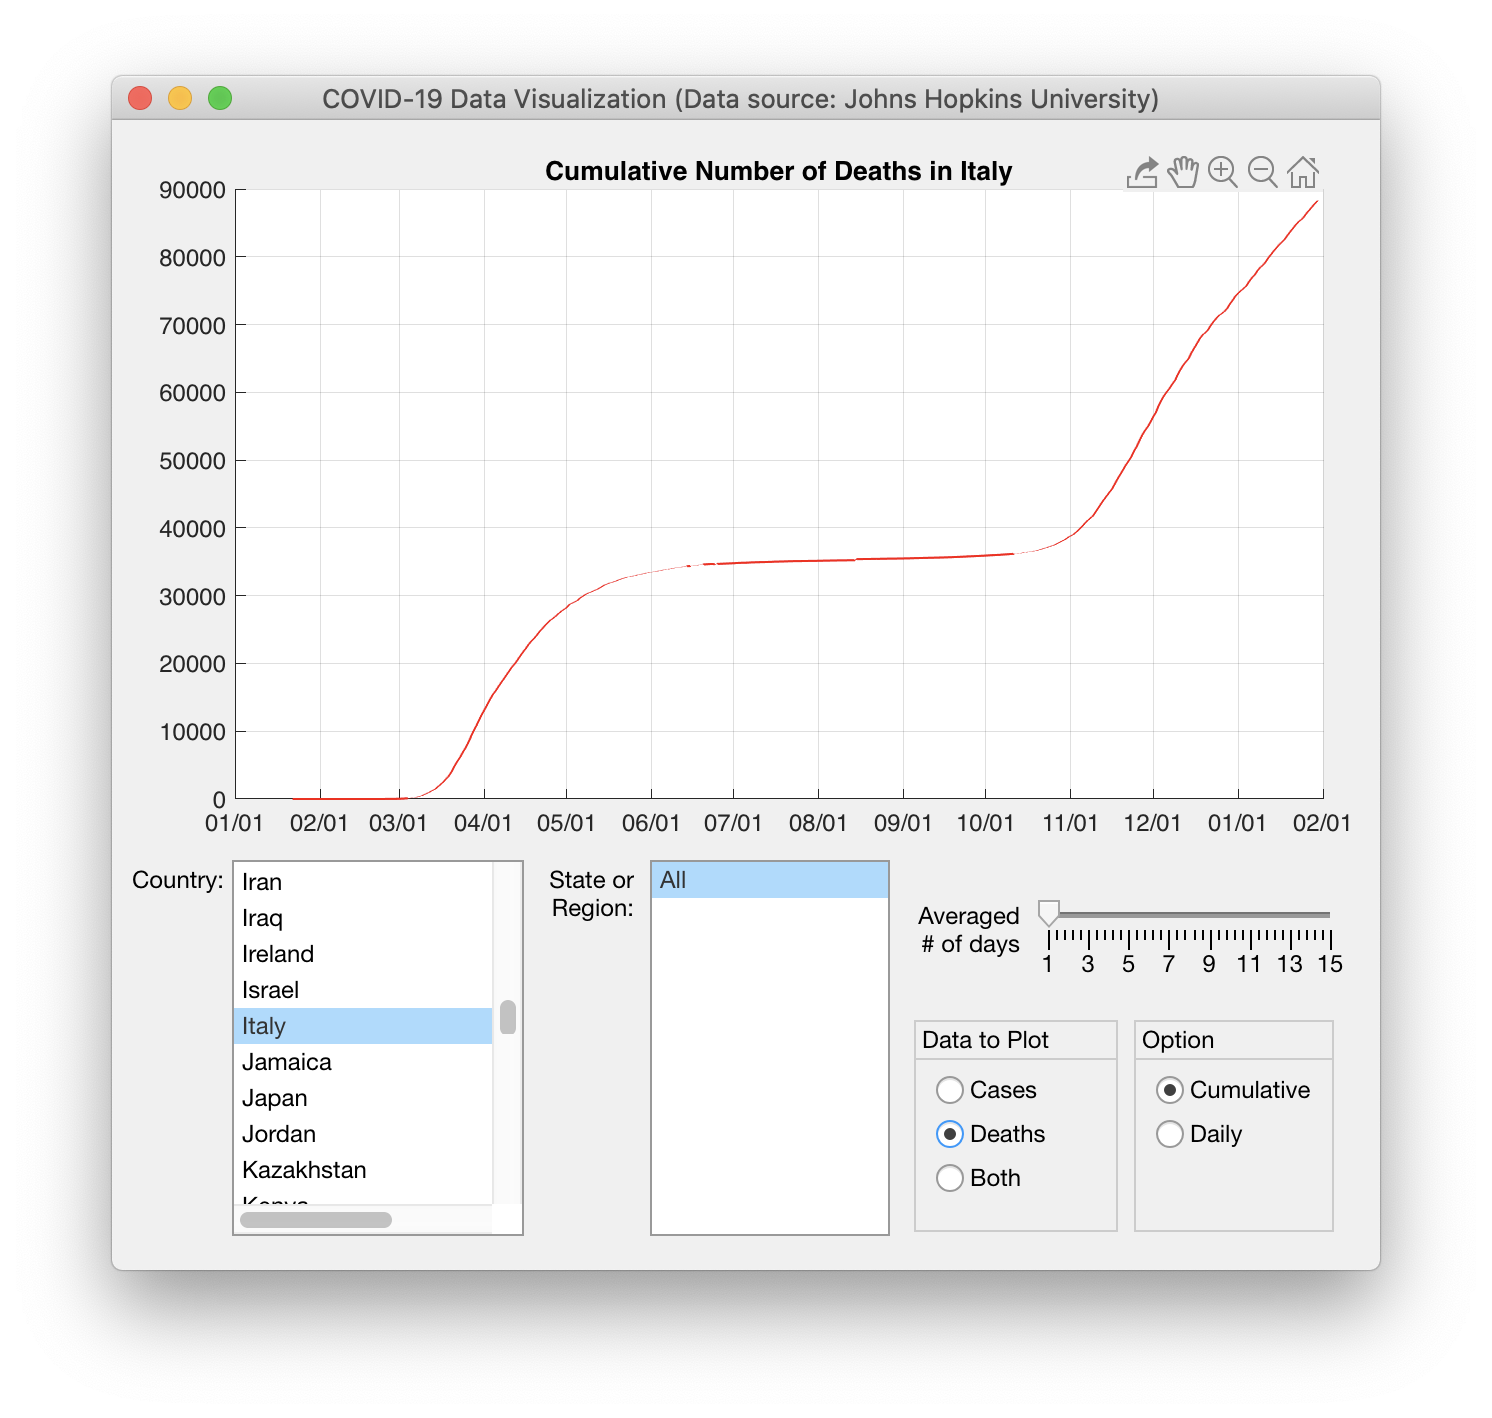 COVID-19 Data Visualization (Data source: Johns Hopkins University)
Cumulative Number of Deaths in Italy
90000
80000
70000
60000
50000
40000
30000
20000
10000
0
01/01 02/01 03/01 04/01 05/01 06/01 07/01 08/01 09/01 10/01 11/01 12/01 01/01 02/01
Country:
Iran
Iraq
Ireland
Israel
Italy
Jamaica
Japan
Jordan
Kazakhstan
Kenya
State or
Region:
All
Averaged
# of days
1 3 5 7 9 11 13 15
Data to Plot
Cases
Deaths
Both
Option
Cumulative
Daily